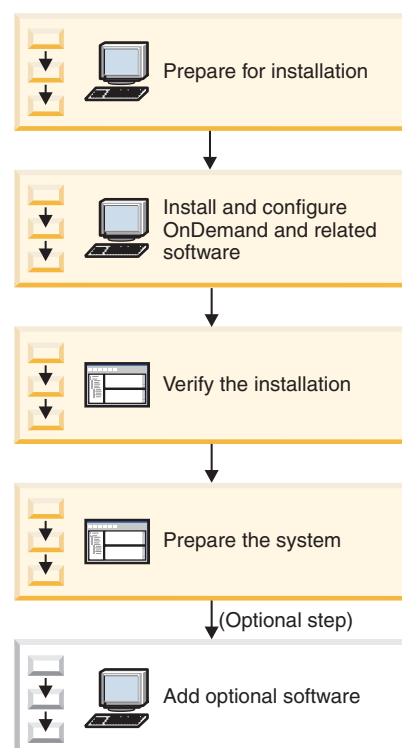 Prepare for installation
Install and configure
OnDemand and related
software
Verify the installation
Prepare the system
(Optional step)
Add optional software